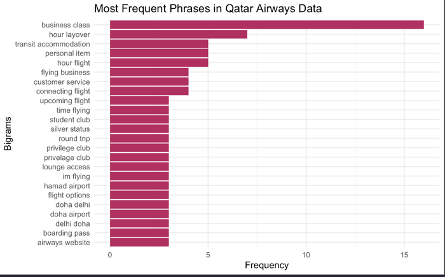 Most Frequent Phrases in Qatar Airways Data
business class
hour layover
transit accommodation
personal item
hour flight
flying business
customer service
connecting flight
upcoming flight
time flying
student club
silver status
round trip
privilege club
privelage club
lounge access
im flying
hamad airport
flight options
doha delhi
doha airport
delhi doha
boarding pass
airways website
Bigrams
0 5 10 15
Frequency